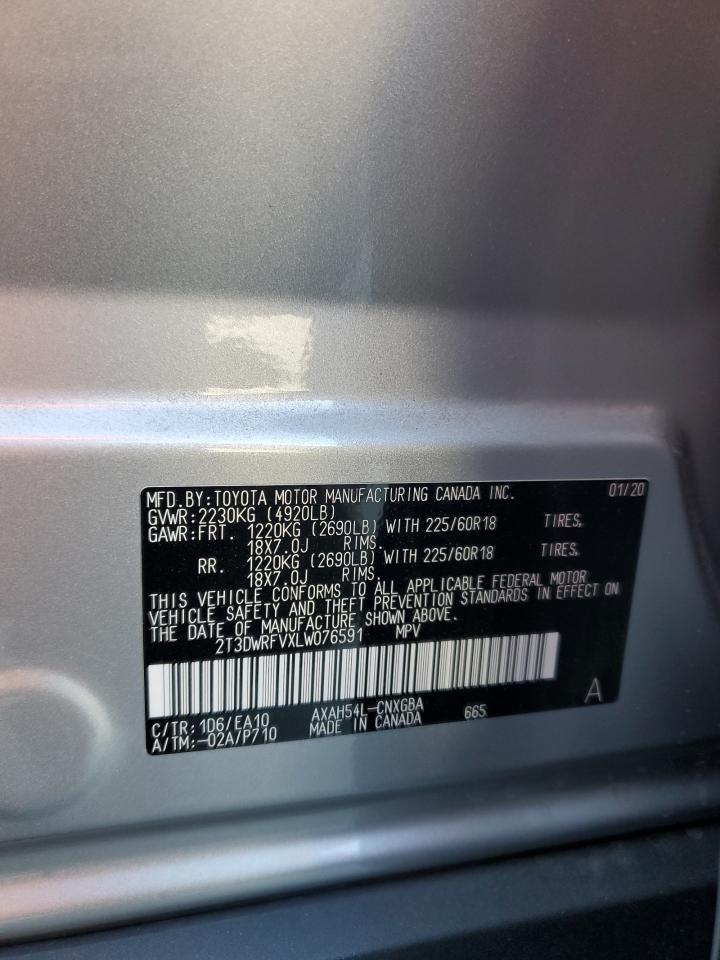 MFD.BY:TOYOTA MOTOR MANUFACTURING CANADA INC. 01/20
GVWR:2230KG (4920LB)
GAWR:FRT. 1220KG (2690LB) WITH 225/60R18 TIRES,
18X7.0J RIMS.
RR. 1220KG (2690LB) WITH 225/60R18 TIRES,
18X7.0J RIMS.
THIS VEHICLE CONFORMS TO ALL APPLICABLE FEDERAL MOTOR
VEHICLE SAFETY AND THEFT PREVENTION STANDARDS IN EFFECT ON
THE DATE OF MANUFACTURE SHOWN ABOVE.
2T3DWRFVXLW076591 MPV
A
C/TR:1D6/EA10 AXAH54L-CNXGBA 665
A/TM:-02A/P710 MADE IN CANADA